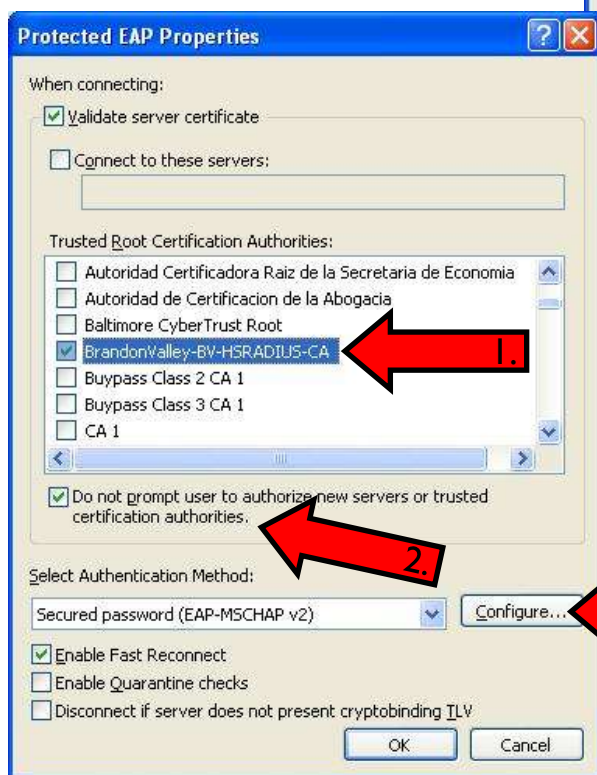 Protected EAP Properties
When connecting:
Validate server certificate
Connect to these servers:
Trusted Root Certification Authorities:
Autoridad Certificadora Raiz de la Secretaria de Economia
Autoridad de Certificacion de la Abogacia
Baltimore CyberTrust Root
BrandonValley-BV-HSRADIUS-CA
1.
Buypass Class 2 CA 1
Buypass Class 3 CA 1
CA 1
Do not prompt user to authorize new servers or trusted
certification authorities.
2.
Select Authentication Method:
Secured password (EAP-MSCHAP v2)
Configure...
Enable Fast Reconnect
Enable Quarantine checks
Disconnect if server does not present cryptobinding TLV
OK
Cancel